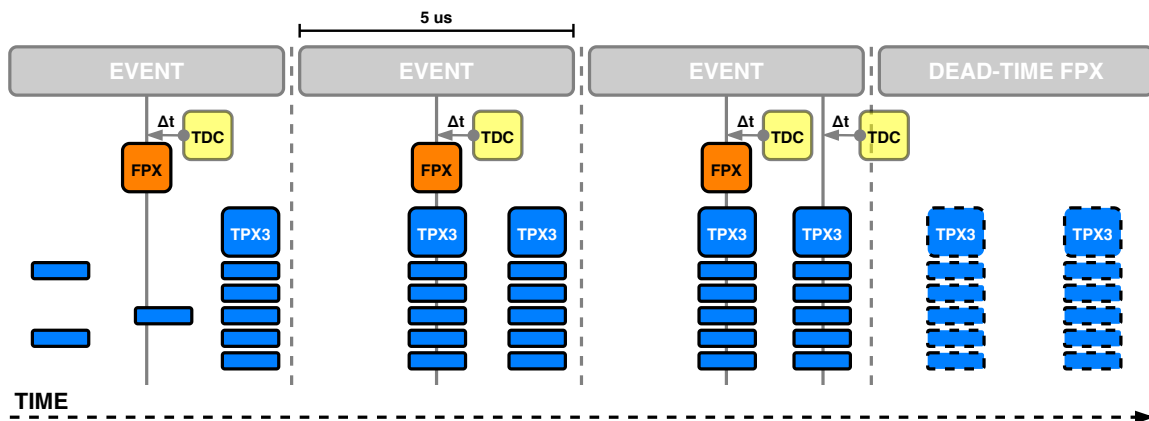 5 us
EVENT
EVENT
EVENT
DEAD-TIME FPX
Δt
TDC
Δt
TDC
Δt
TDC
Δt
TDC
FPX
FPX
FPX
TPX3
TPX3
TPX3
TPX3
TPX3
TPX3
TPX3
TIME